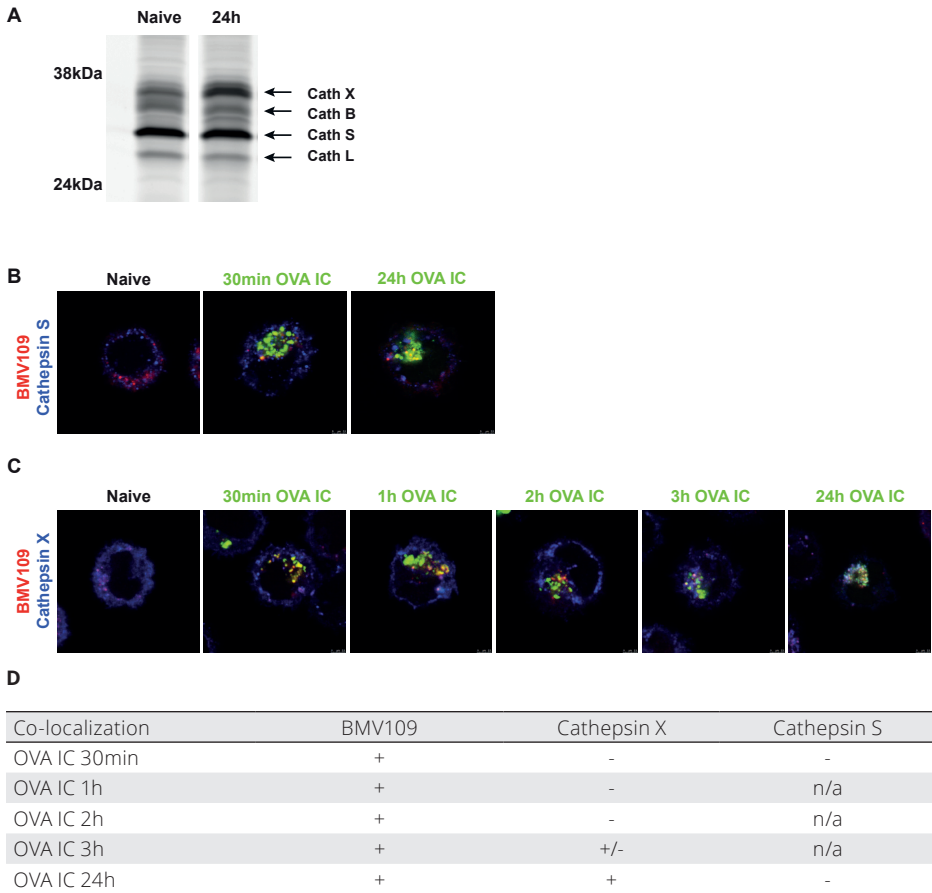 A
Naive 24h
38kDa
Cath X
Cath B
Cath S
Cath L
24kDa
B
Naive 30min OVA IC 24h OVA IC
BMV109
Cathepsin S
C
Naive 30min OVA IC 1h OVA IC 2h OVA IC 3h OVA IC 24h OVA IC
BMV109
Cathepsin X
D
Co-localization BMV109 Cathepsin X Cathepsin S
OVA IC 30min + - -
OVA IC 1h + - n/a
OVA IC 2h + - n/a
OVA IC 3h + +/- n/a
OVA IC 24h + + -